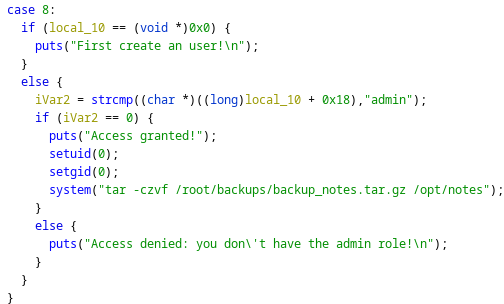 case 8:
  if (local_10 == (void *)0x0) {
    puts("First create an user!\n");
  }
  else {
    iVar2 = strcmp((char *)((long)local_10 + 0x18),"admin");
    if (iVar2 == 0) {
      puts("Access granted!");
      setuid(0);
      setgid(0);
      system("tar -czvf /root/backups/backup_notes.tar.gz /opt/notes");
    }
    else {
      puts("Access denied: you don\'t have the admin role!\n");
    }
  }
}